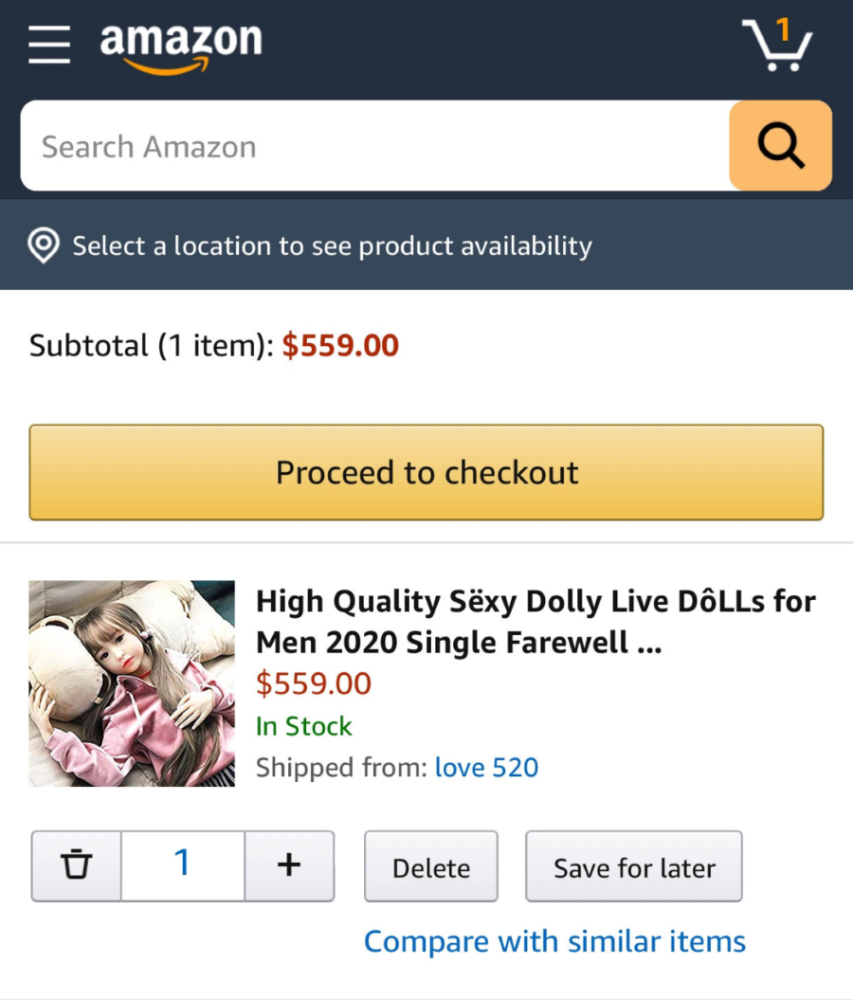 amazon
1
Search Amazon
Select a location to see product availability
Subtotal (1 item): $559.00
Proceed to checkout
High Quality Sëxy Dolly Live DôLLs for
Men 2020 Single Farewell ...
$559.00
In Stock
Shipped from: love 520
1
+
Delete
Save for later
Compare with similar items